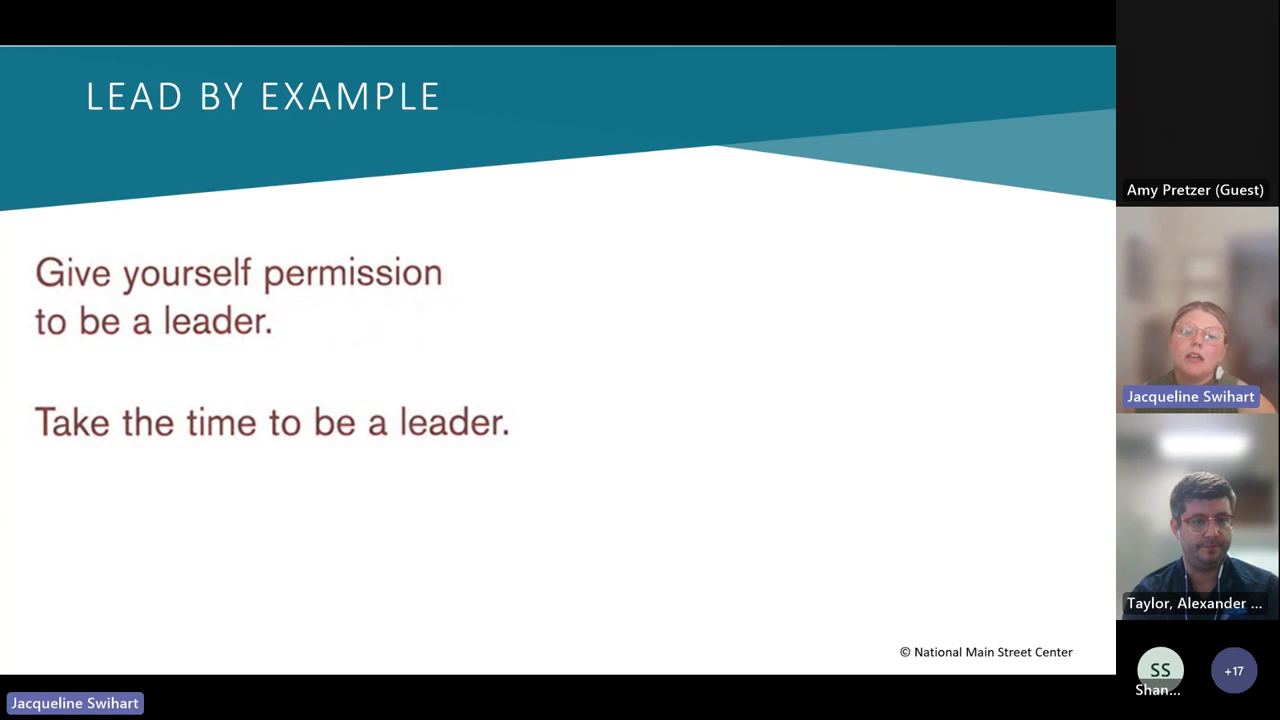 LEAD BY EXAMPLE
Give yourself permission
to be a leader.
Take the time to be a leader.
© National Main Street Center
Jacqueline Swihart
Amy Pretzer (Guest)
Jacqueline Swihart
Taylor, Alexander ...
SS
Shan...
+17